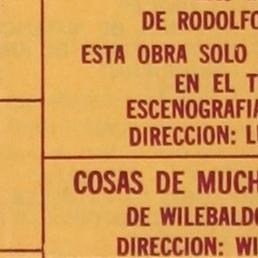 DE RODOLFO
ESTA OBRA SOLO
EN EL T
ESCENOGRAFIA
DIRECCION: L
COSAS DE MUCH
DE WILEBALDO
DIRECCION: WI